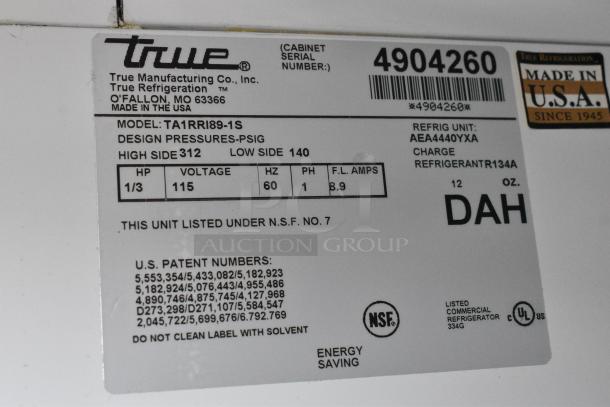 true®
True Manufacturing Co., Inc.
True Refrigeration ™
O'FALLON, MO 63366
MADE IN THE USA
(CABINET
SERIAL
NUMBER:)
4904260
*4904260*
TRUE REFRIGERATION
MADE IN
U.S.A.
SINCE 1945
MODEL: TA1RRI89-1S
DESIGN PRESSURES-PSIG
HIGH SIDE 312 LOW SIDE 140
REFRIG UNIT:
AEA4440YXA
CHARGE
REFRIGERANT R134A
12 OZ.
HP VOLTAGE HZ PH F.L. AMPS
1/3 115 60 1 8.9
DAH
THIS UNIT LISTED UNDER N.S.F. NO. 7
PCI
AUCTION GROUP
U.S. PATENT NUMBERS:
5,553,354/5,433,082/5,182,923
5,182,924/5,076,443/4,955,486
4,890,746/4,875,745/4,127,968
D273,298/D271,107/5,584,547
2,045,722/5,699,676/6.792.769
DO NOT CLEAN LABEL WITH SOLVENT
NSF®
LISTED
COMMERCIAL
REFRIGERATOR
334G
C UL US
ENERGY
SAVING